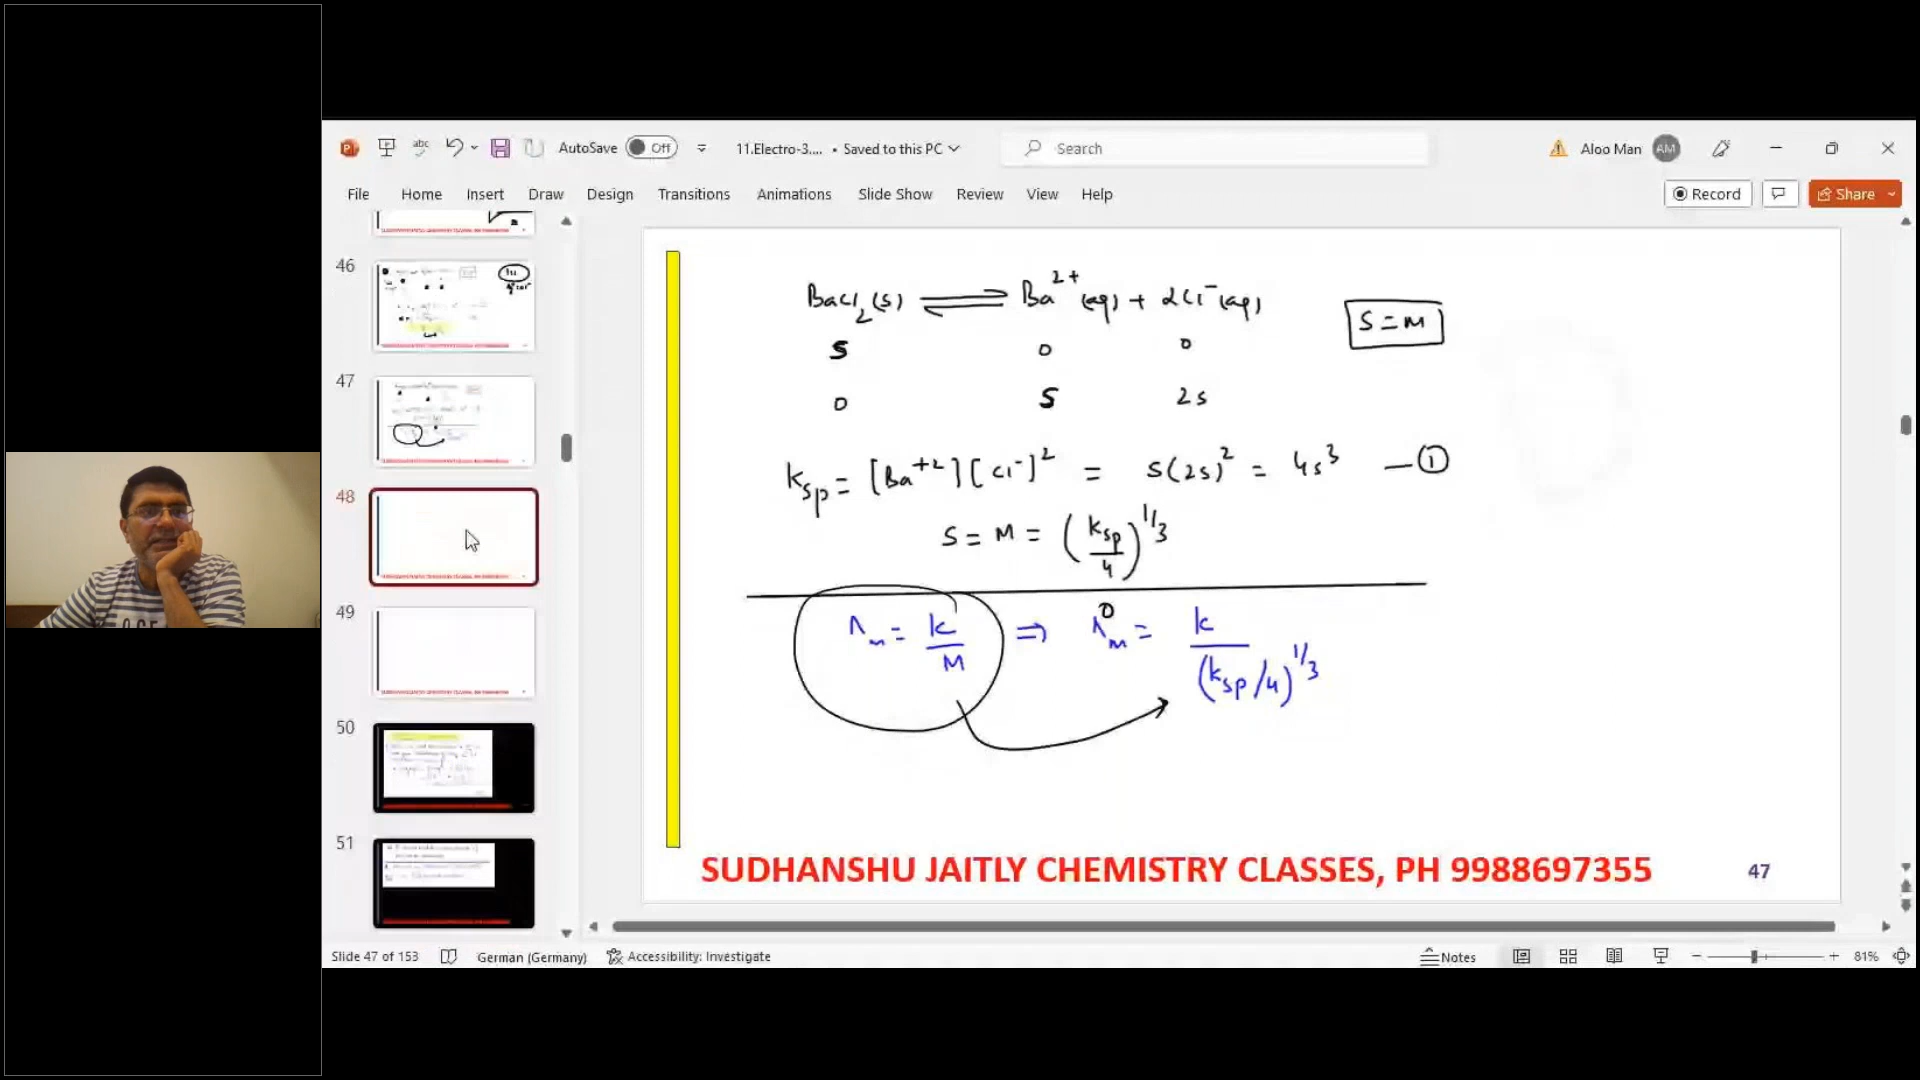 AutoSave Off 11.Electro-3.... • Saved to this PC Search Aloo Man AM
File Home Insert Draw Design Transitions Animations Slide Show Review View Help Record Share
46
47
48
49
50
51
BaCl₂(s) ⇌ Ba²⁺(aq) + 2Cl⁻(aq)
S = M
S 0 0
0 S 2s
Ksp = [Ba⁺²][Cl⁻]² = s(2s)² = 4s³ — ①
S = M = (Ksp/4)^1/3
Λm = k/M ⇒ Λ⁰m = k/(Ksp/4)^1/3
SUDHANSHU JAITLY CHEMISTRY CLASSES, PH 9988697355 47
Slide 47 of 153 German (Germany) Accessibility: Investigate Notes 81%